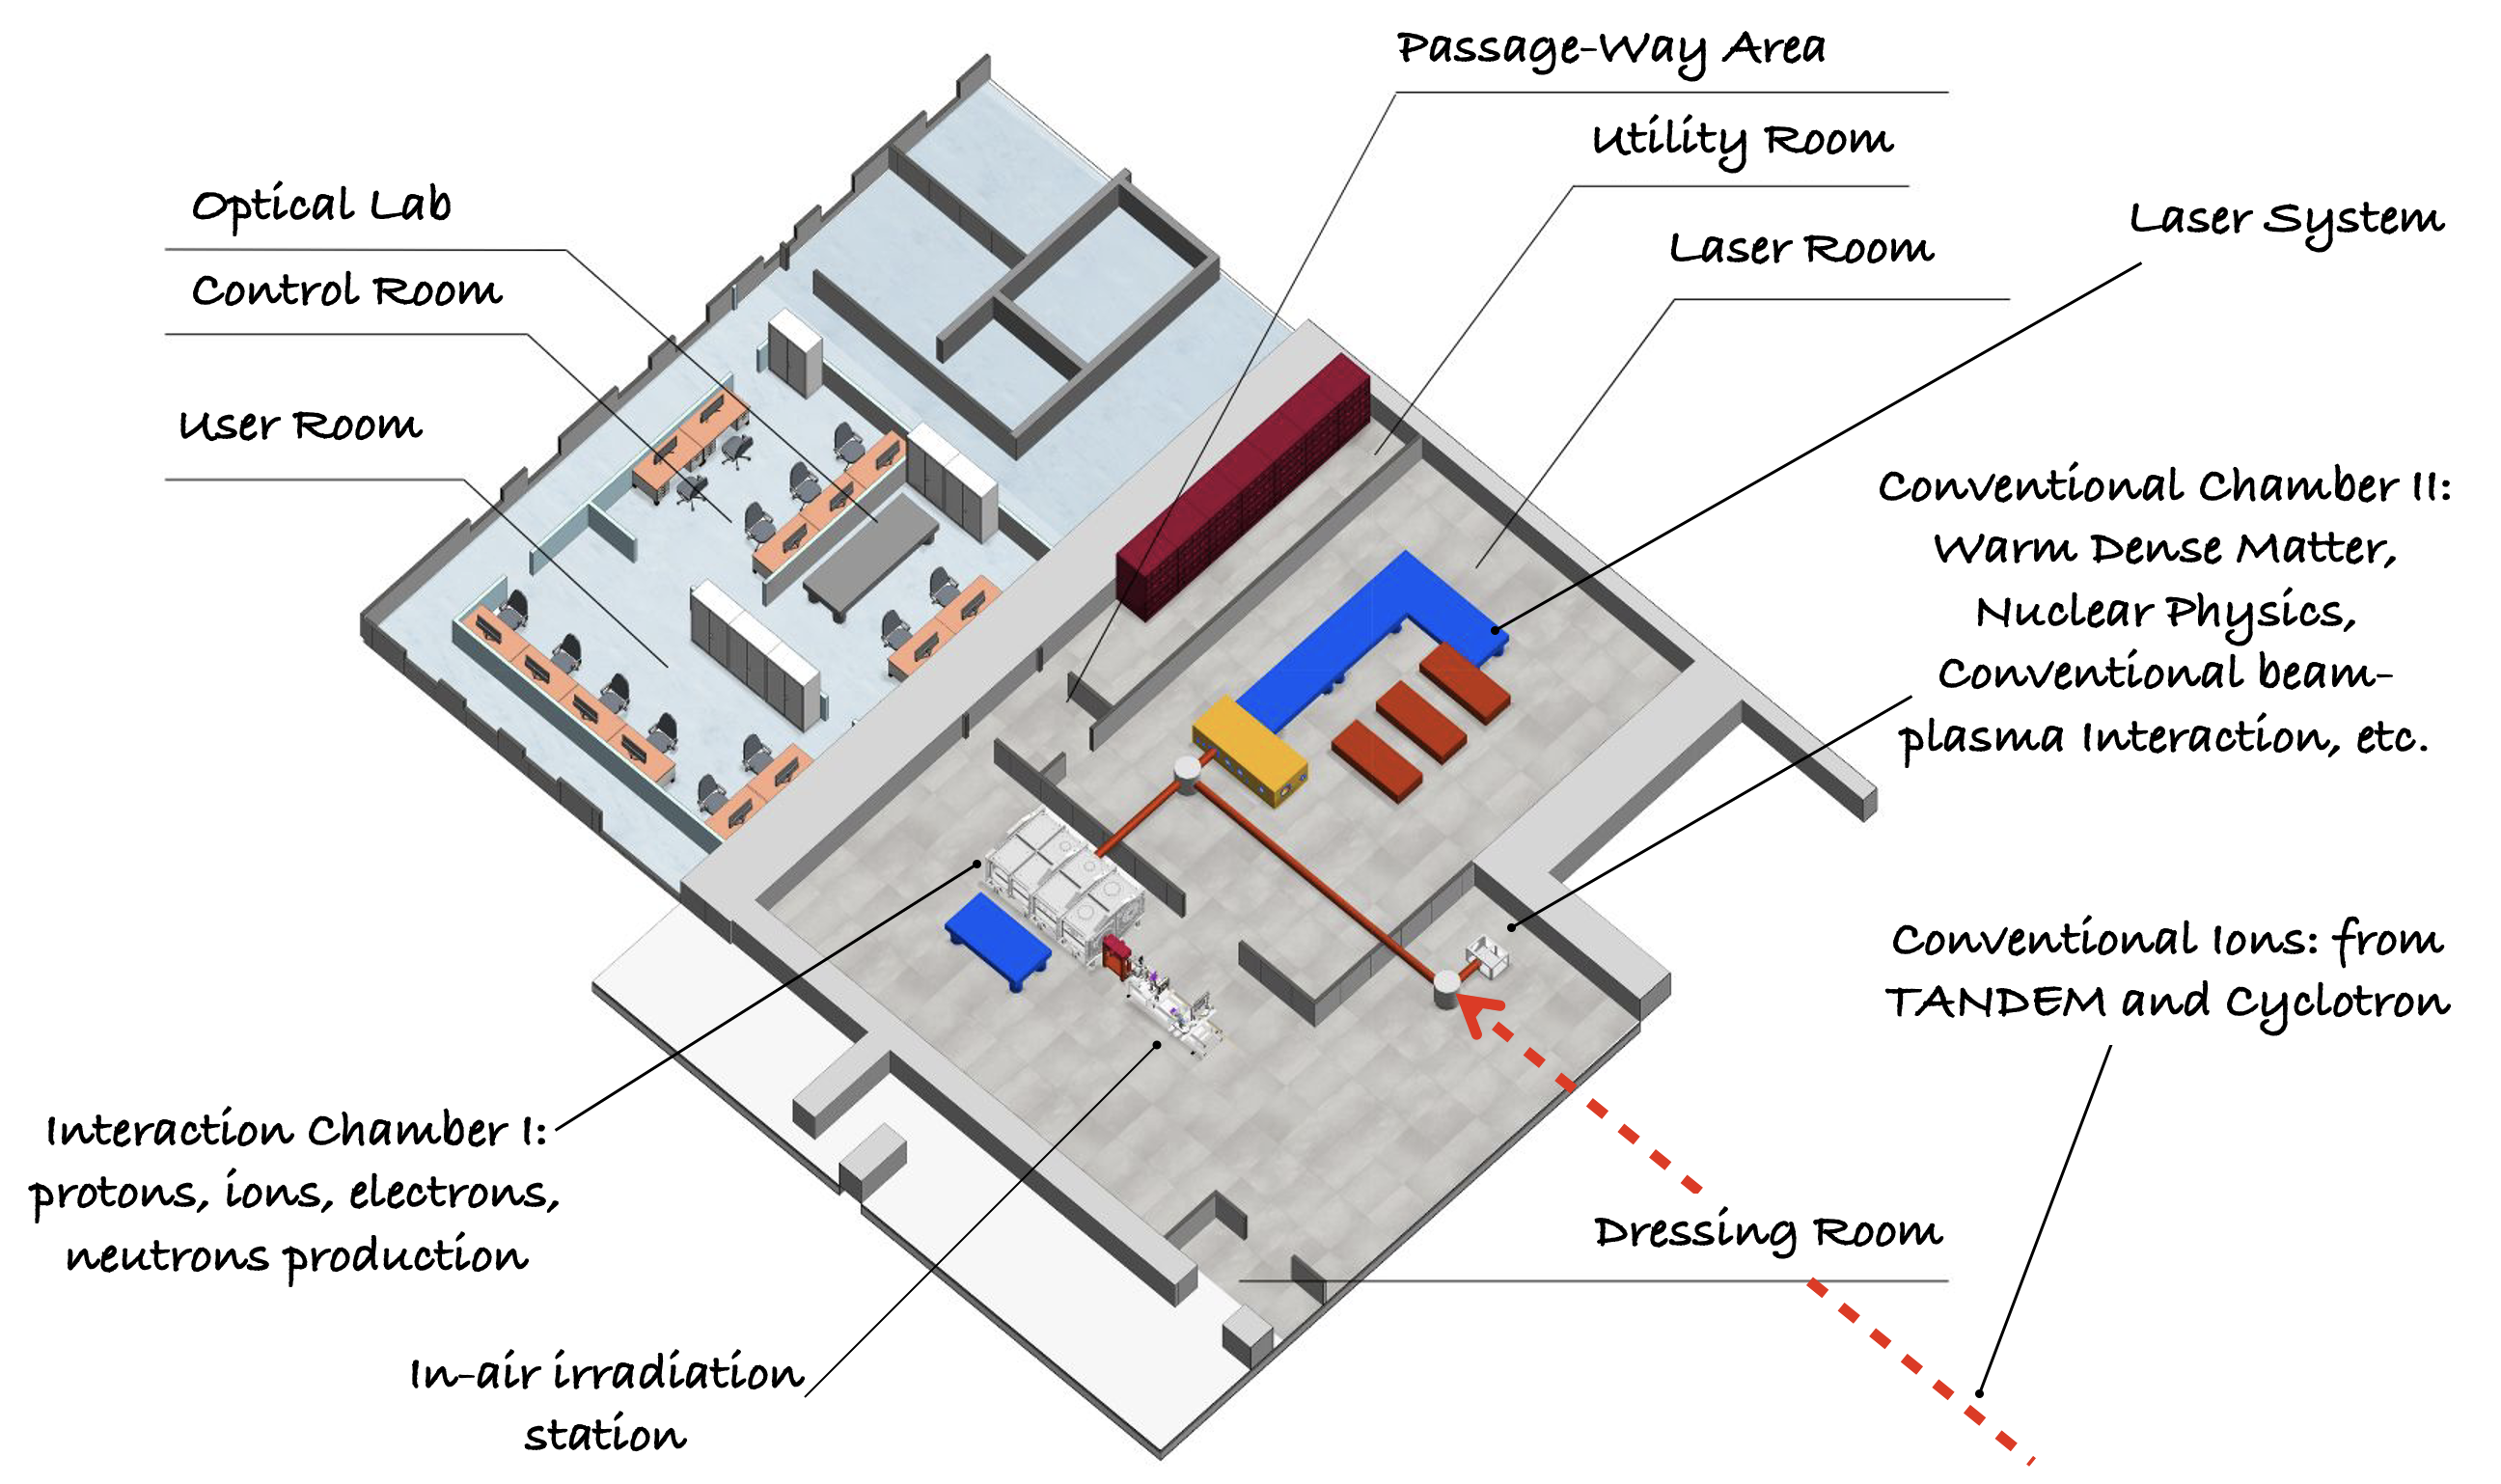 Passage-Way Area
Utility Room
Laser Room
Laser System
Optical Lab
Control Room
User Room
Conventional Chamber II:
Warm Dense Matter,
Nuclear Physics,
Conventional beam-
plasma Interaction, etc.
Conventional Ions: from
TANDEM and Cyclotron
Interaction Chamber I:
protons, ions, electrons,
neutrons production
Dressing Room
In-air irradiation
station